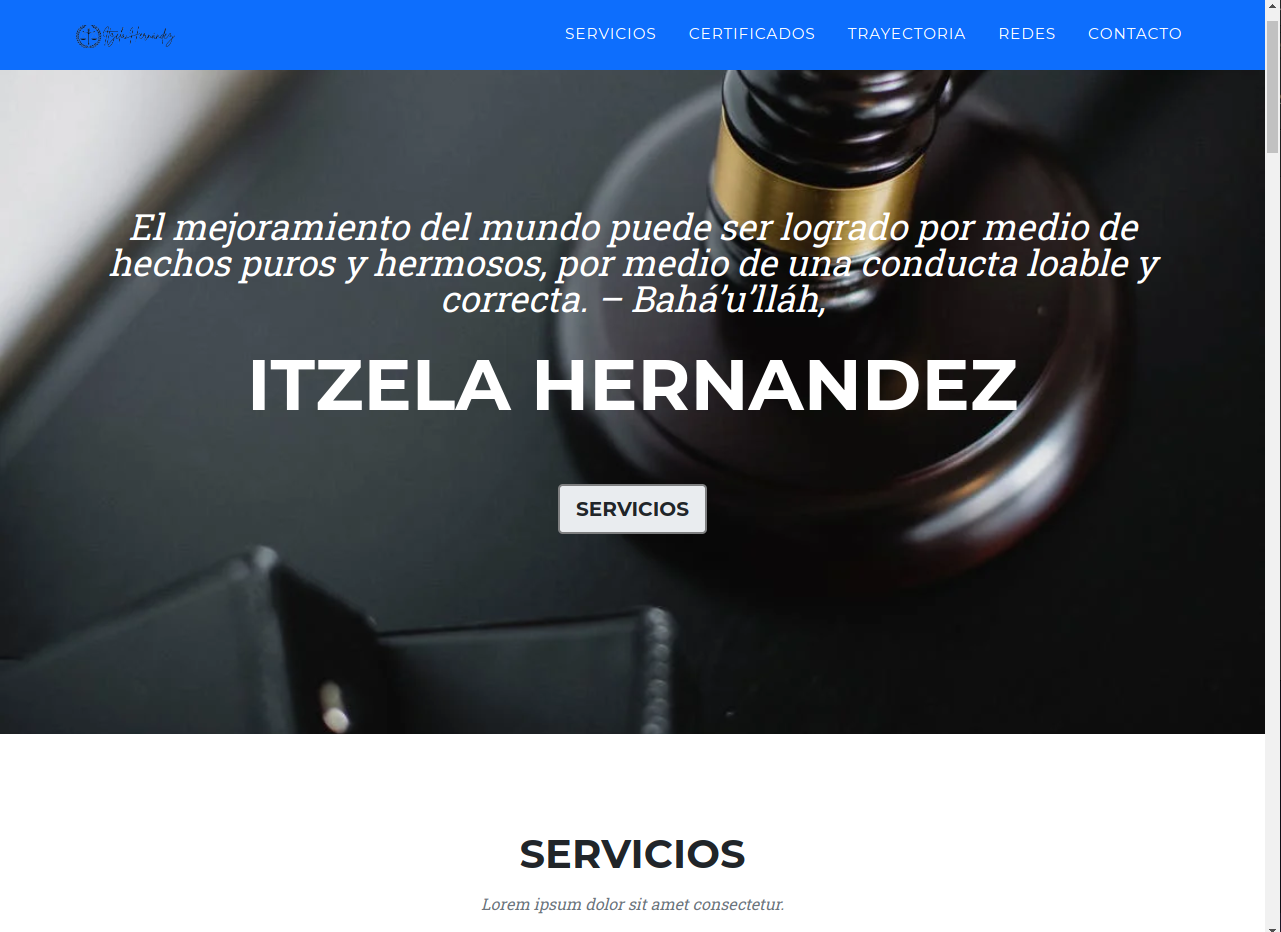 Itzela Hernandez
SERVICIOS
CERTIFICADOS
TRAYECTORIA
REDES
CONTACTO
El mejoramiento del mundo puede ser logrado por medio de
hechos puros y hermosos, por medio de una conducta loable y
correcta. – Bahá’u’lláh,
ITZELA HERNANDEZ
SERVICIOS
SERVICIOS
Lorem ipsum dolor sit amet consectetur.